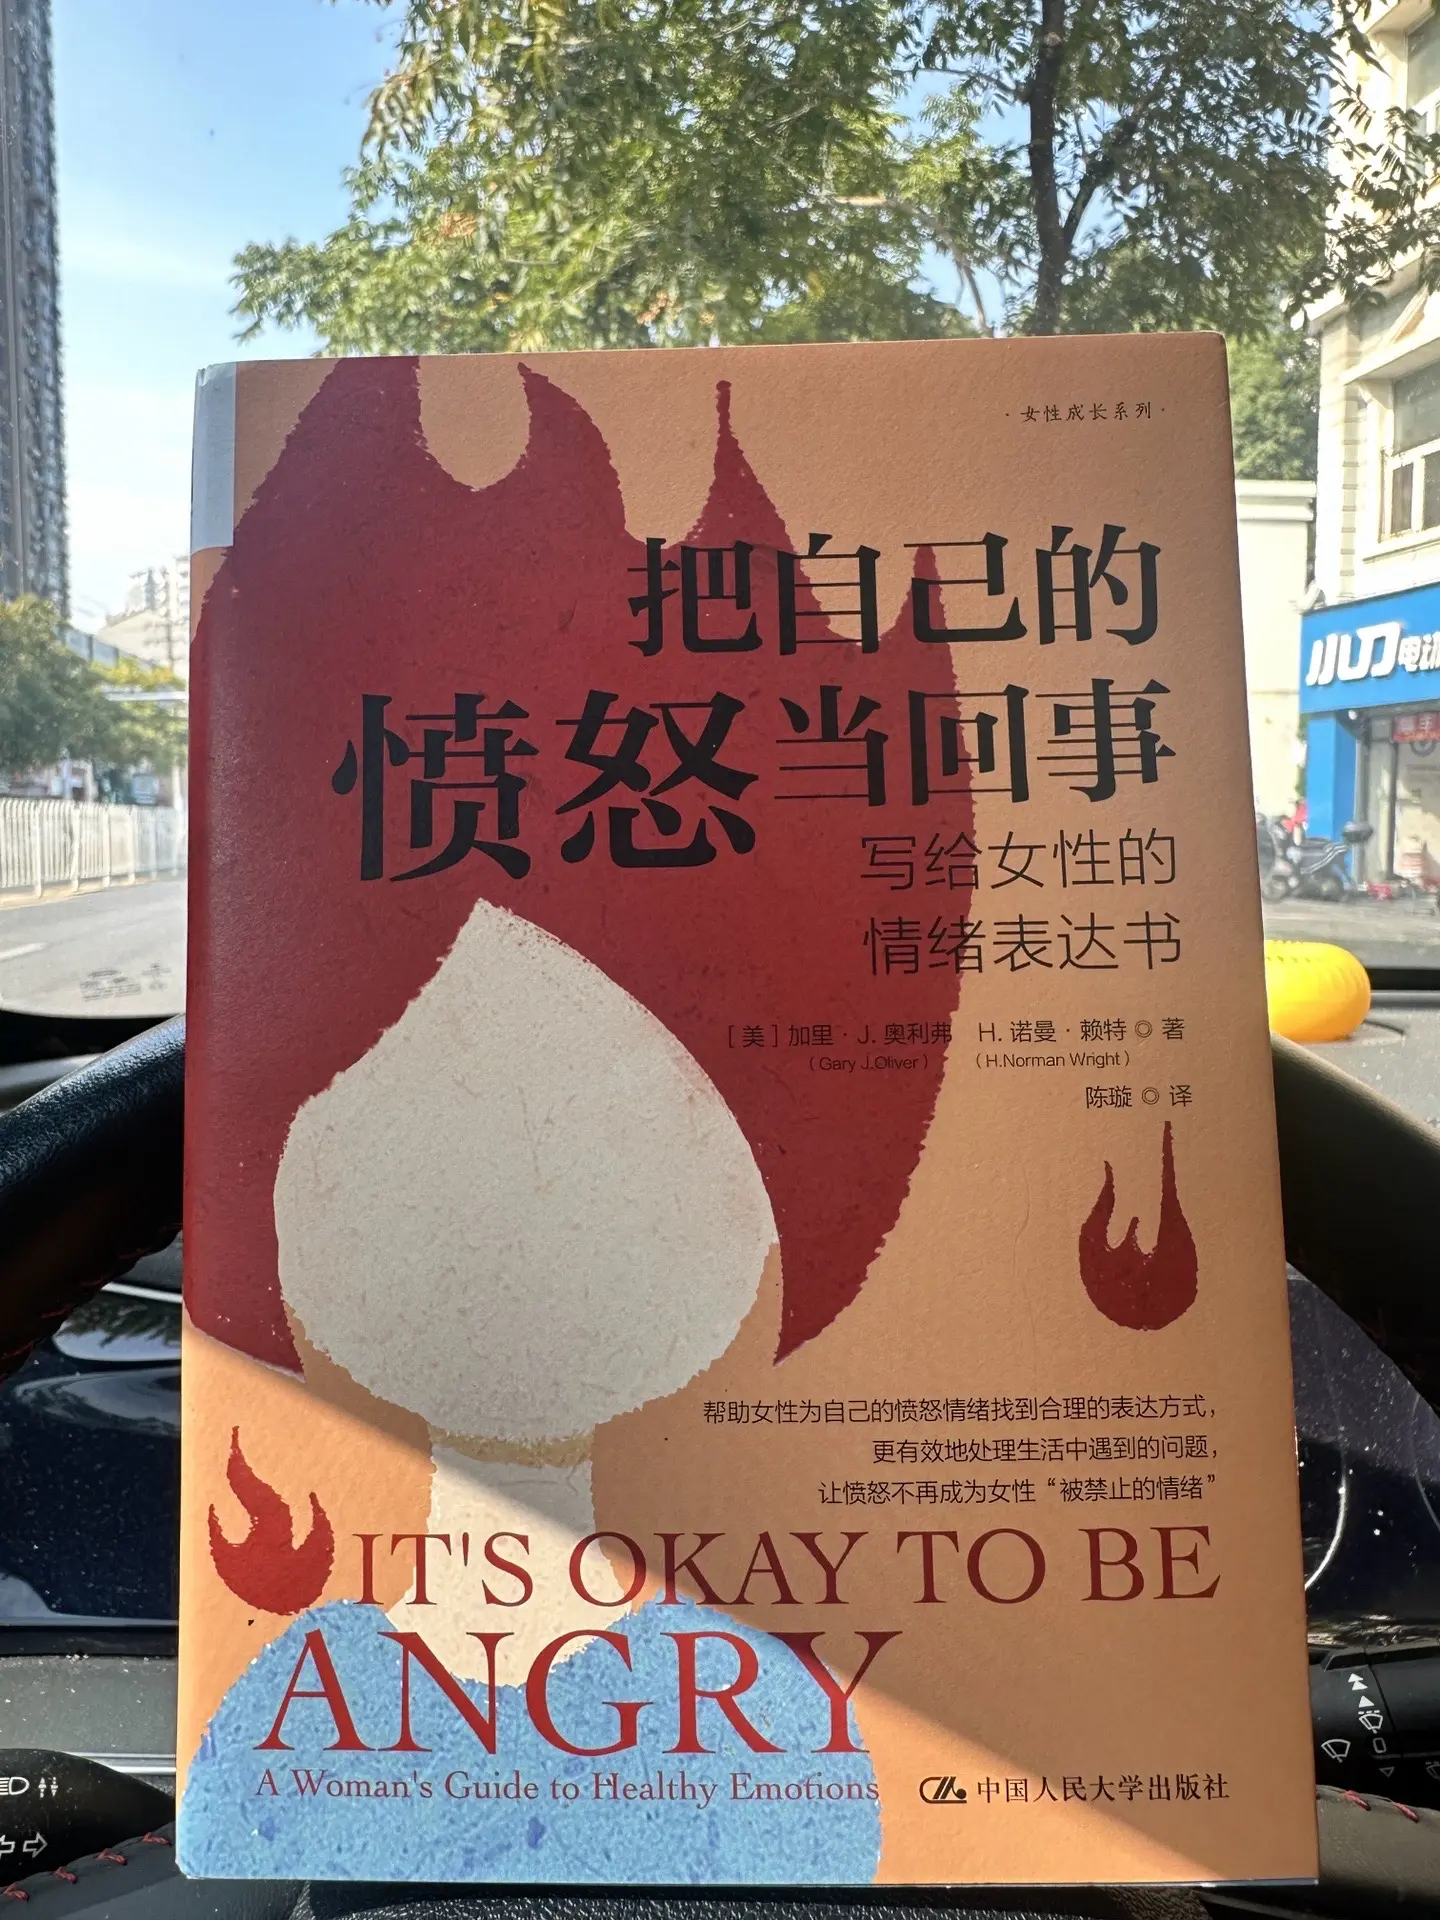 ·女性成长系列·
把自己的
愤怒当回事
写给女性的
情绪表达书
[美]加里·J.奥利弗 H.诺曼·赖特◎著
(Gary J.Oliver) (H.Norman Wright)
陈璇◎译
帮助女性为自己的愤怒情绪找到合理的表达方式，
更有效地处理生活中遇到的问题，
让愤怒不再成为女性“被禁止的情绪”
IT'S OKAY TO BE
ANGRY
A Woman's Guide to Healthy Emotions
中国人民大学出版社
小刀电动